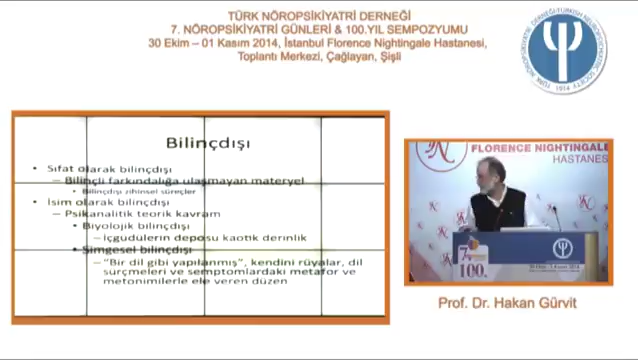 TÜRK NÖROPSİKİYATRİ DERNEĞİ
7. NÖROPSİKİYATRİ GÜNLERİ & 100.YIL SEMPOZYUMU
30 Ekim – 01 Kasım 2014, İstanbul Florence Nightingale Hastanesi,
Toplantı Merkezi, Çağlayan, Şişli
Bilinçdışı
• Sıfat olarak bilinçdışı
– Bilinçli farkındalığa ulaşmayan materyel
• Bilinçdışı zihinsel süreçler
• İsim olarak bilinçdışı
– Psikanalitik teorik kavram
• Biyolojik bilinçdışı
– İçgüdülerin deposu kaotik derinlik
• Simgesel bilinçdışı
– "Bir dil gibi yapılanmış", kendini rüyalar, dil
sürçmeleri ve semptomlardaki metafor ve
metonimilerle ele veren düzen
FLORENCE NIGHTINGALE
HASTANESİ
100.
Prof. Dr. Hakan Gürvit